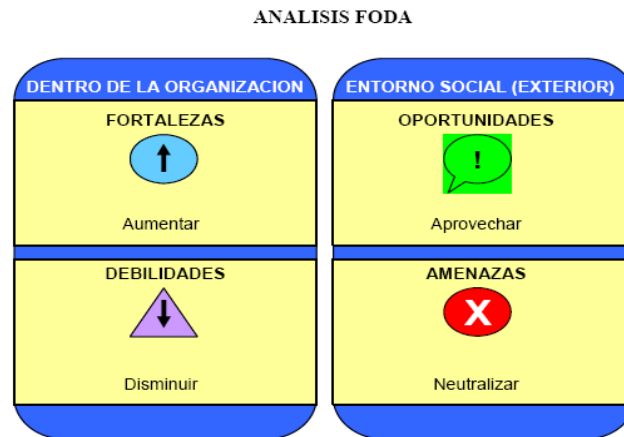 ANALISIS FODA
DENTRO DE LA ORGANIZACION
FORTALEZAS
Aumentar
DEBILIDADES
Disminuir
ENTORNO SOCIAL (EXTERIOR)
OPORTUNIDADES
!
Aprovechar
AMENAZAS
X
Neutralizar